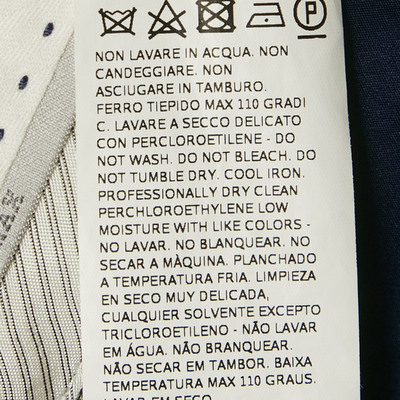 P
NON LAVARE IN ACQUA. NON
CANDEGGIARE. NON
ASCIUGARE IN TAMBURO.
FERRO TIEPIDO MAX 110 GRADI
C. LAVARE A SECCO DELICATO
CON PERCLOROETILENE - DO
NOT WASH. DO NOT BLEACH. DO
NOT TUMBLE DRY. COOL IRON.
PROFESSIONALLY DRY CLEAN
PERCHLOROETHYLENE LOW
MOISTURE WITH LIKE COLORS -
NO LAVAR. NO BLANQUEAR. NO
SECAR A MÀQUINA. PLANCHADO
A TEMPERATURA FRIA. LIMPIEZA
EN SECO MUY DELICADA,
CUALQUIER SOLVENTE EXCEPTO
TRICLOROETILENO - NÃO LAVAR
EM ÁGUA. NÃO BRANQUEAR.
NÃO SECAR EM TAMBOR. BAIXA
TEMPERATURA MAX 110 GRAUS.
LAVAR EM SECO